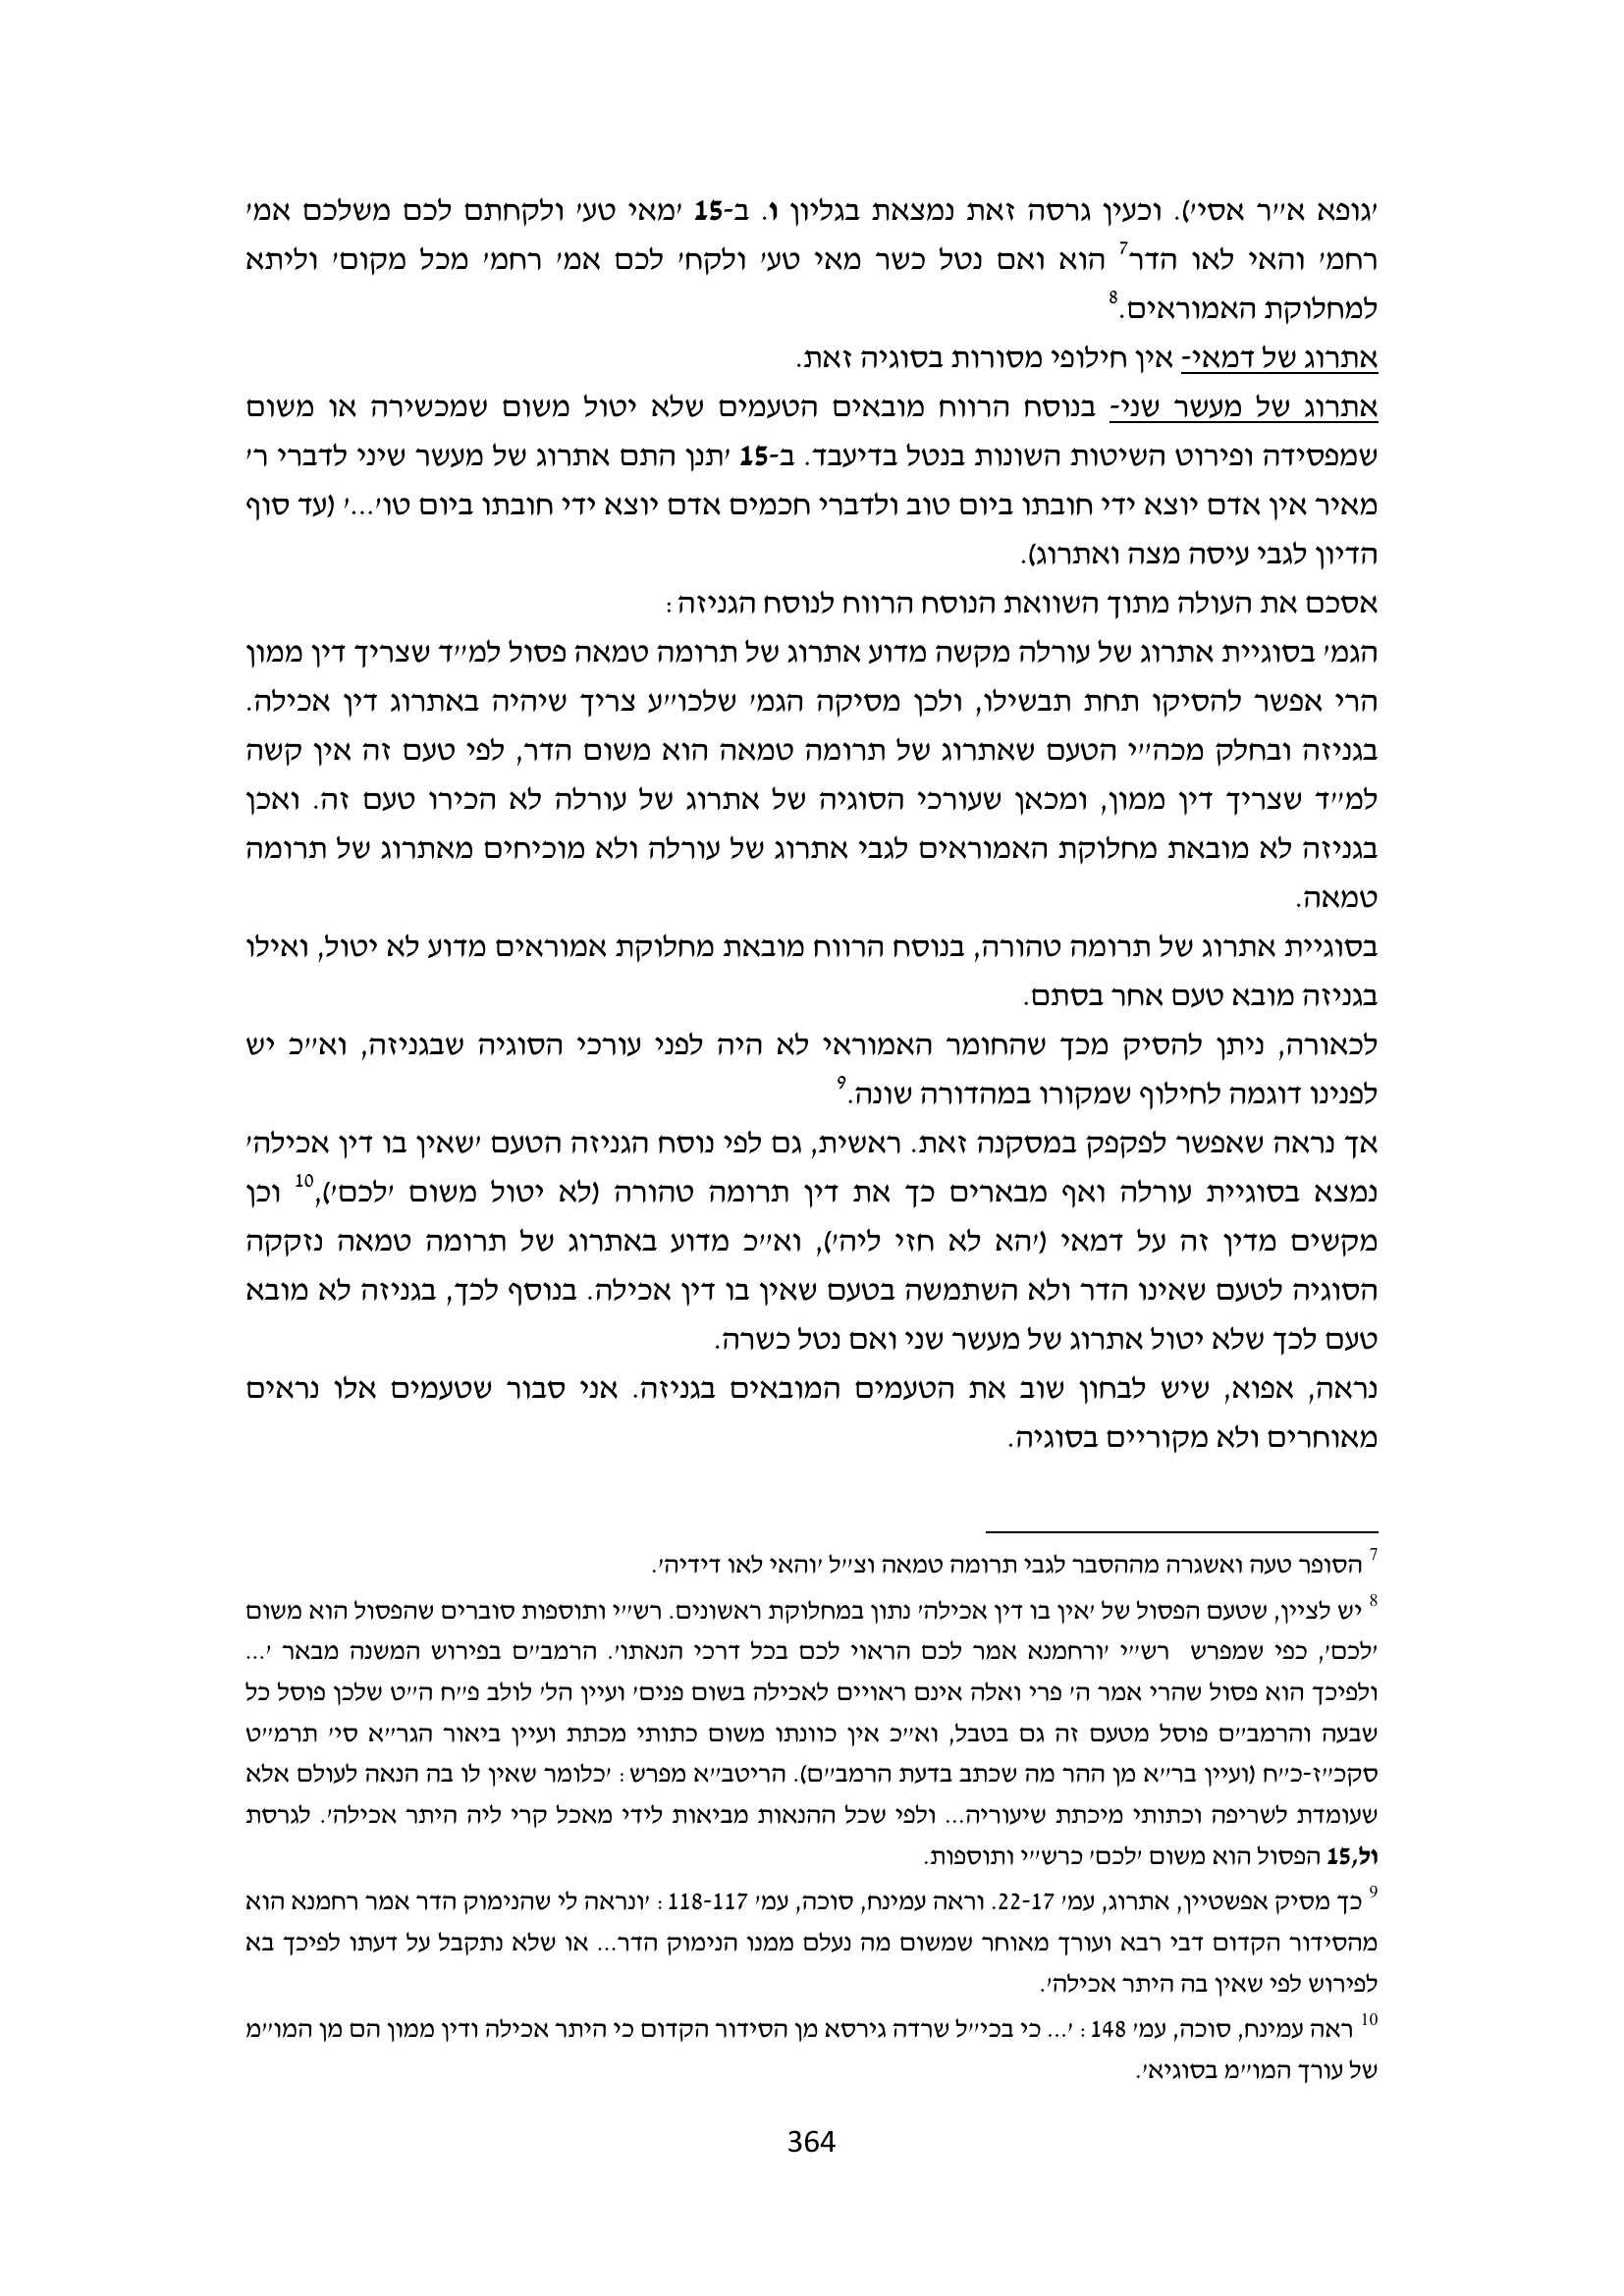 'גופא א"ר אסי'). וכעין גרסה זאת נמצאת בגליון ו. ב-15 'מאי טע' ולקחתם לכם משלכם אמ'
רחמ' והאי לאו הדר7 הוא ואם נטל כשר מאי טע' ולקח' לכם אמ' רחמ' מכל מקום' וליתא
למחלוקת האמוראים.8
אתרוג של דמאי- אין חילופי מסורות בסוגיה זאת.
אתרוג של מעשר שני- בנוסח הרווח מובאים הטעמים שלא יטול משום שמכשירה או משום
שמפסידה ופירוט השיטות השונות בנטל בדיעבד. ב-15 'תנן התם אתרוג של מעשר שיני לדברי ר'
מאיר אין אדם יוצא ידי חובתו ביום טוב ולדברי חכמים אדם יוצא ידי חובתו ביום טו'...' (עד סוף
הדיון לגבי עיסה מצה ואתרוג).
אסכם את העולה מתוך השוואת הנוסח הרווח לנוסח הגניזה:
הגמ' בסוגיית אתרוג של עורלה מקשה מדוע אתרוג של תרומה טמאה פסול למ"ד שצריך דין ממון
הרי אפשר להסיקו תחת תבשילו, ולכן מסיקה הגמ' שלכו"ע צריך שיהיה באתרוג דין אכילה.
בגניזה ובחלק מכה"י הטעם שאתרוג של תרומה טמאה הוא משום הדר, לפי טעם זה אין קשה
למ"ד שצריך דין ממון, ומכאן שעורכי הסוגיה של אתרוג של עורלה לא הכירו טעם זה. ואכן
בגניזה לא מובאת מחלוקת האמוראים לגבי אתרוג של עורלה ולא מוכיחים מאתרוג של תרומה
טמאה.
בסוגיית אתרוג של תרומה טהורה, בנוסח הרווח מובאת מחלוקת אמוראים מדוע לא יטול, ואילו
בגניזה מובא טעם אחר בסתם.
לכאורה, ניתן להסיק מכך שהחומר האמוראי לא היה לפני עורכי הסוגיה שבגניזה, וא"כ יש
לפנינו דוגמה לחילוף שמקורו במהדורה שונה.9
אך נראה שאפשר לפקפק במסקנה זאת. ראשית, גם לפי נוסח הגניזה הטעם 'שאין בו דין אכילה'
נמצא בסוגיית עורלה ואף מבארים כך את דין תרומה טהורה (לא יטול משום 'לכם'),10 וכן
מקשים מדין זה על דמאי ('הא לא חזי ליה'), וא"כ מדוע באתרוג של תרומה טמאה נזקקה
הסוגיה לטעם שאינו הדר ולא השתמשה בטעם שאין בו דין אכילה. בנוסף לכך, בגניזה לא מובא
טעם לכך שלא יטול אתרוג של מעשר שני ואם נטל כשרה.
נראה, אפוא, שיש לבחון שוב את הטעמים המובאים בגניזה. אני סבור שטעמים אלו נראים
מאוחרים ולא מקוריים בסוגיה.
7 הסופר טעה ואשגרה מההסבר לגבי תרומה טמאה וצ"ל 'והאי לאו דידיה'.
8 יש לציין, שטעם הפסול של 'אין בו דין אכילה' נתון במחלוקת ראשונים. רש"י ותוספות סוברים שהפסול הוא משום
'לכם', כפי שמפרש רש"י 'ורחמנא אמר לכם הראוי לכם בכל דרכי הנאתו'. הרמב"ם בפירוש המשנה מבאר '...
ולפיכך הוא פסול שהרי אמר ה' פרי ואלה אינם ראויים לאכילה בשום פנים' ועיין הל' לולב פ"ח ה"ט שלכן פוסל כל
שבעה והרמב"ם פוסל מטעם זה גם בטבל, וא"כ אין כוונתו משום כתותי מכתת ועיין ביאור הגר"א סי' תרמ"ט
סקכ"ז-כ"ח (ועיין בר"א מן ההר מה שכתב בדעת הרמב"ם). הריטב"א מפרש: 'כלומר שאין לו בה הנאה לעולם אלא
שעומדת לשריפה וכתותי מיכתת שיעוריה... ולפי שכל ההנאות מביאות לידי מאכל קרי ליה היתר אכילה'. לגרסת
ול,15 הפסול הוא משום 'לכם' כרש"י ותוספות.
9 כך מסיק אפשטיין, אתרוג, עמ' 22-17. וראה עמינח, סוכה, עמ' 118-117: 'ונראה לי שהנימוק הדר אמר רחמנא הוא
מהסידור הקדום דבי רבא ועורך מאוחר שמשום מה נעלם ממנו הנימוק הדר... או שלא נתקבל על דעתו לפיכך בא
לפירוש לפי שאין בה היתר אכילה'.
10 ראה עמינח, סוכה, עמ' 148: '... כי בכי"ל שרדה גירסא מן הסידור הקדום כי היתר אכילה ודין ממון הם מן המו"מ
של עורך המו"מ בסוגיא'.
364